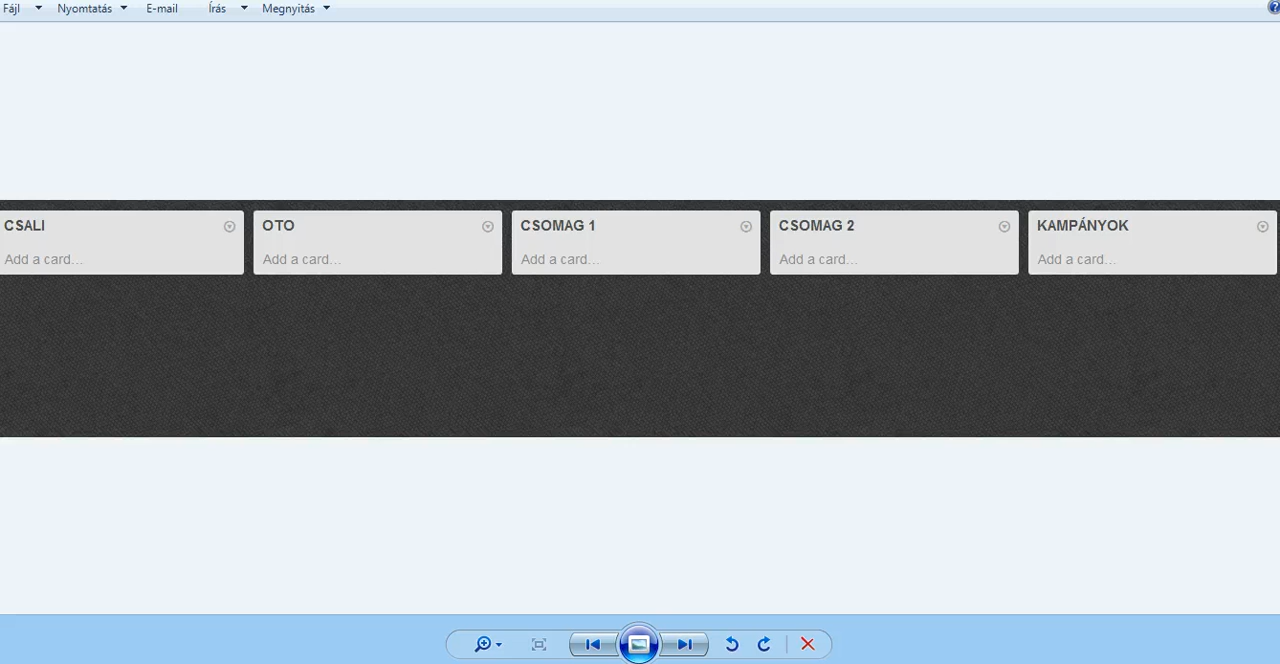 Fájl Nyomtatás E-mail Írás Megnyitás ?
CSALI OTO CSOMAG 1 CSOMAG 2 KAMPÁNYOK
Add a card... Add a card... Add a card... Add a card... Add a card...